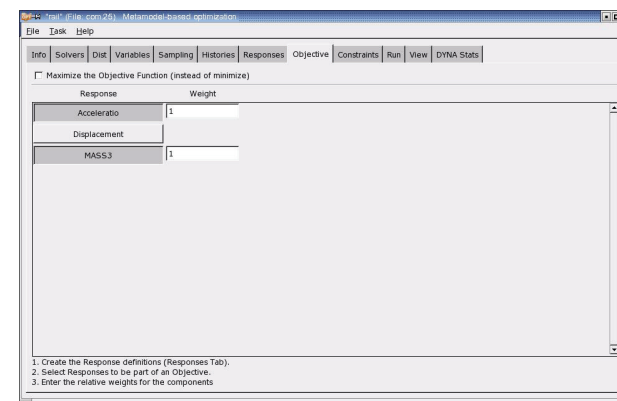 "rail" (File: com.26) Metamodel-based optimization
File Task Help
Info Solvers Dist Variables Sampling Histories Responses Objective Constraints Run View DYNA Stats
Maximize the Objective Function (instead of minimize)
Response Weight
Acceleratio 1
Displacement
MASS3 1
1. Create the Response definitions (Responses Tab).
2. Select Responses to be part of an Objective.
3. Enter the relative weights for the components